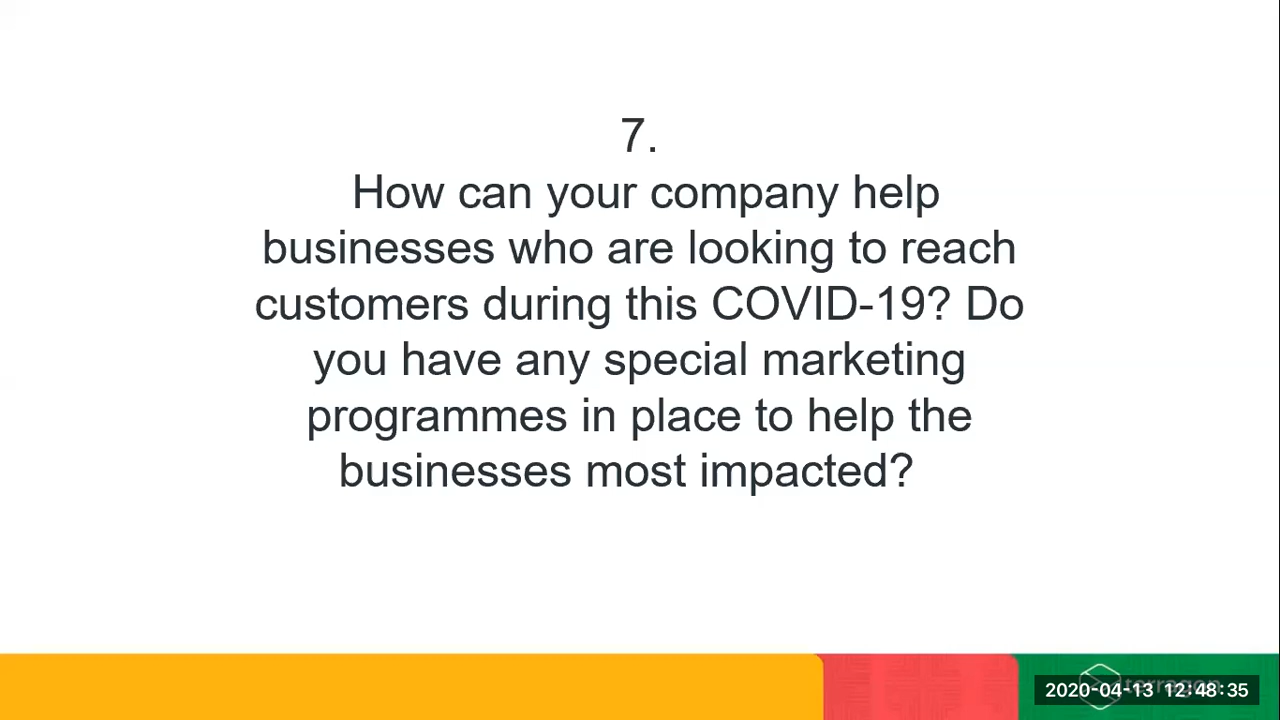 7.
How can your company help
businesses who are looking to reach
customers during this COVID-19? Do
you have any special marketing
programmes in place to help the
businesses most impacted?
2020-04-13 12:48:35